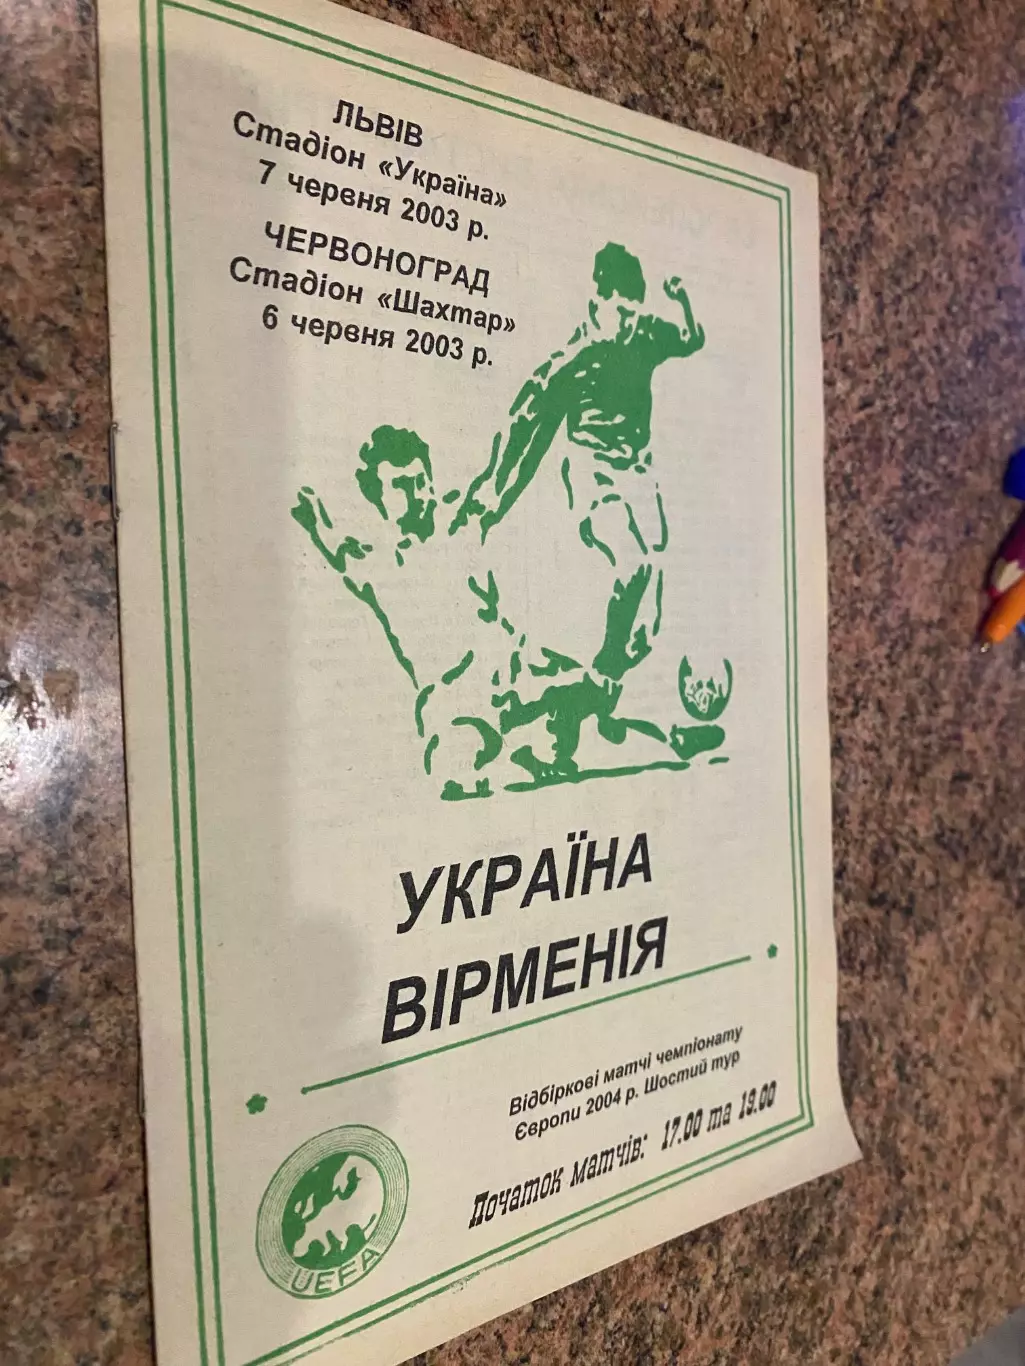 ЛЬВІВ
Стадіон «Україна»
7 червня 2003 р.
ЧЕРВОНОГРАД
Стадіон «Шахтар»
6 червня 2003 р.
УКРАЇНА
ВІРМЕНІЯ
Відбіркові матчі чемпіонату
Європи 2004 р. Шостий тур
Початок матчів: 17.00 та 19.00
UEFA